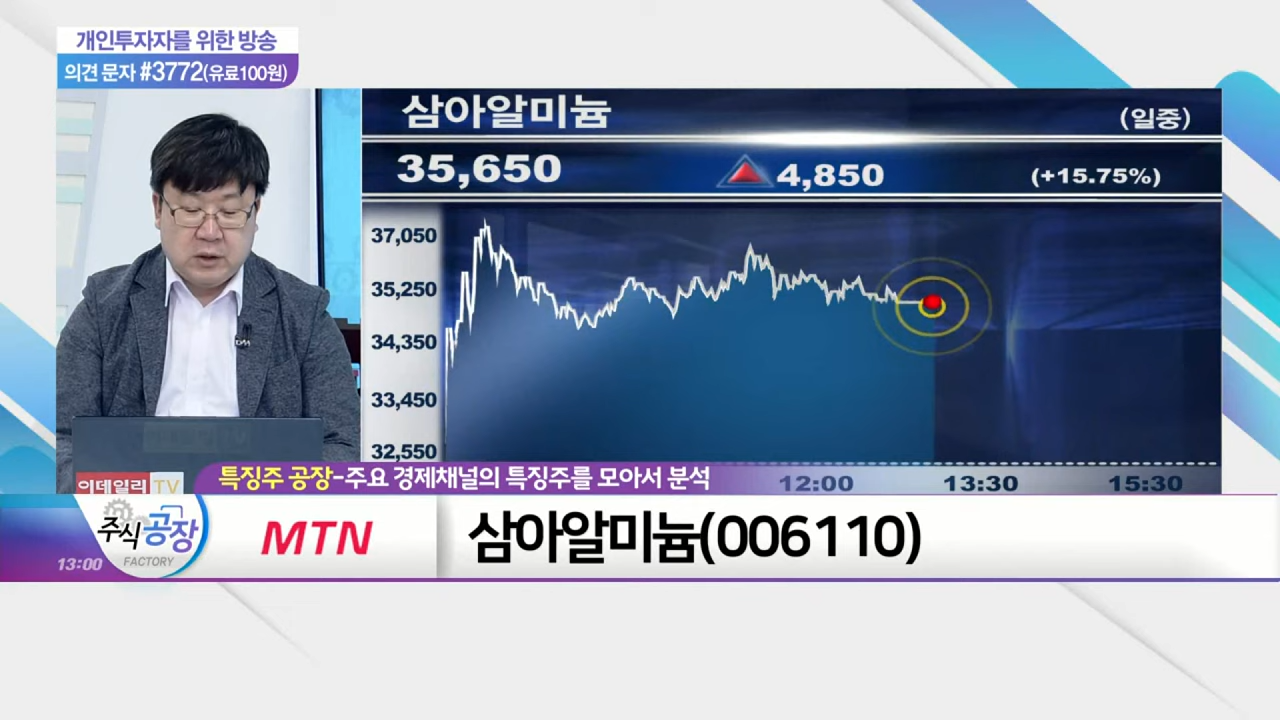 개인투자자를 위한 방송
의견 문자 #3772(유료100원)
삼아알미늄
(일중)
35,650
4,850
(+15.75%)
37,050
35,250
34,350
33,450
32,550
12:00
13:30
15:30
이데일리 TV
특징주 공장-주요 경제채널의 특징주를 모아서 분석
주식공장
FACTORY
13:00
MTN
삼아알미늄(006110)